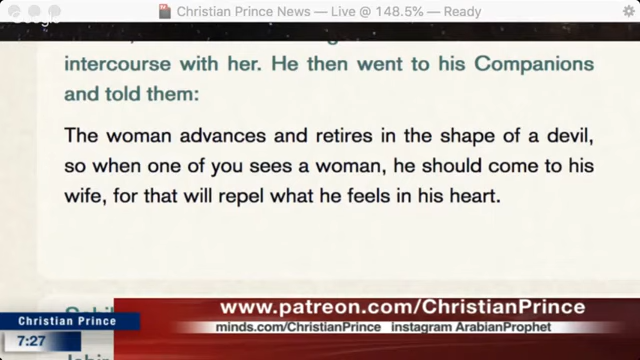 Christian Prince News — Live @ 148.5% — Ready
intercourse with her. He then went to his Companions
and told them:
The woman advances and retires in the shape of a devil,
so when one of you sees a woman, he should come to his
wife, for that will repel what he feels in his heart.
www.patreon.com/ChristianPrince
Christian Prince
minds.com/ChristianPrince instagram ArabianProphet
7:27